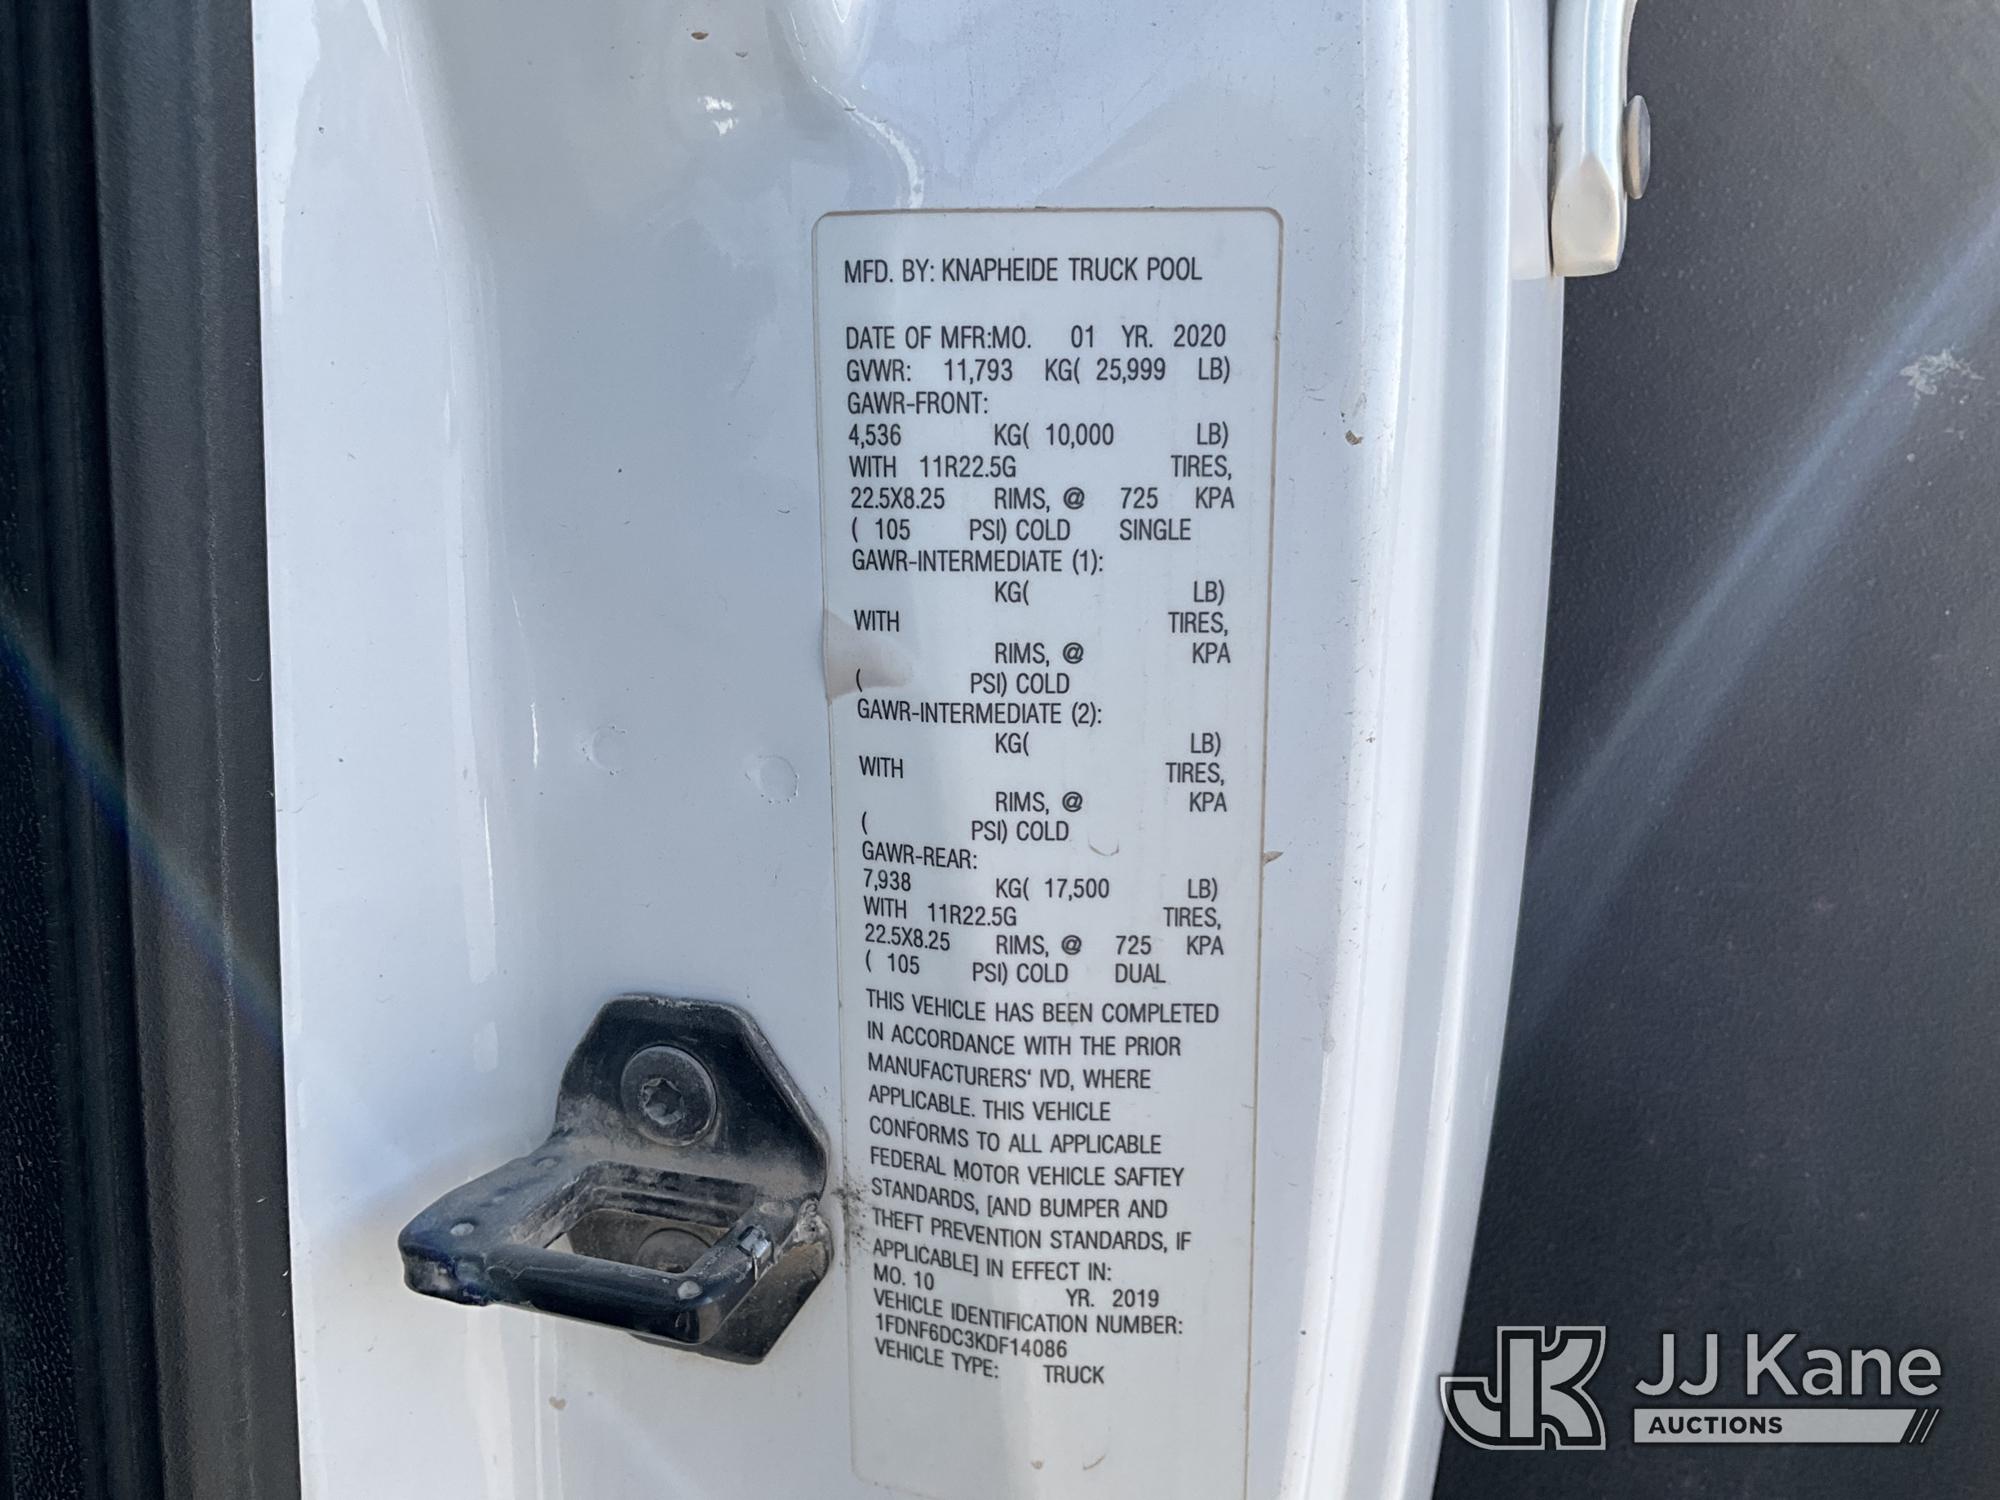 MFD. BY: KNAPHEIDE TRUCK POOL
DATE OF MFR:MO. 01 YR. 2020
GVWR: 11,793 KG( 25,999 LB)
GAWR-FRONT:
4,536 KG( 10,000 LB)
WITH 11R22.5G TIRES,
22.5X8.25 RIMS, @ 725 KPA
( 105 PSI) COLD SINGLE
GAWR-INTERMEDIATE (1):
KG( LB)
WITH TIRES,
RIMS, @ KPA
( PSI) COLD
GAWR-INTERMEDIATE (2):
KG( LB)
WITH TIRES,
RIMS, @ KPA
( PSI) COLD
GAWR-REAR:
7,938 KG( 17,500 LB)
WITH 11R22.5G TIRES,
22.5X8.25 RIMS, @ 725 KPA
( 105 PSI) COLD DUAL
THIS VEHICLE HAS BEEN COMPLETED
IN ACCORDANCE WITH THE PRIOR
MANUFACTURERS' IVD, WHERE
APPLICABLE. THIS VEHICLE
CONFORMS TO ALL APPLICABLE
FEDERAL MOTOR VEHICLE SAFTEY
STANDARDS, [AND BUMPER AND
THEFT PREVENTION STANDARDS, IF
APPLICABLE] IN EFFECT IN:
MO. 10 YR. 2019
VEHICLE IDENTIFICATION NUMBER:
1FDNF6DC3KDF14086
VEHICLE TYPE: TRUCK
JK JJ Kane
AUCTIONS